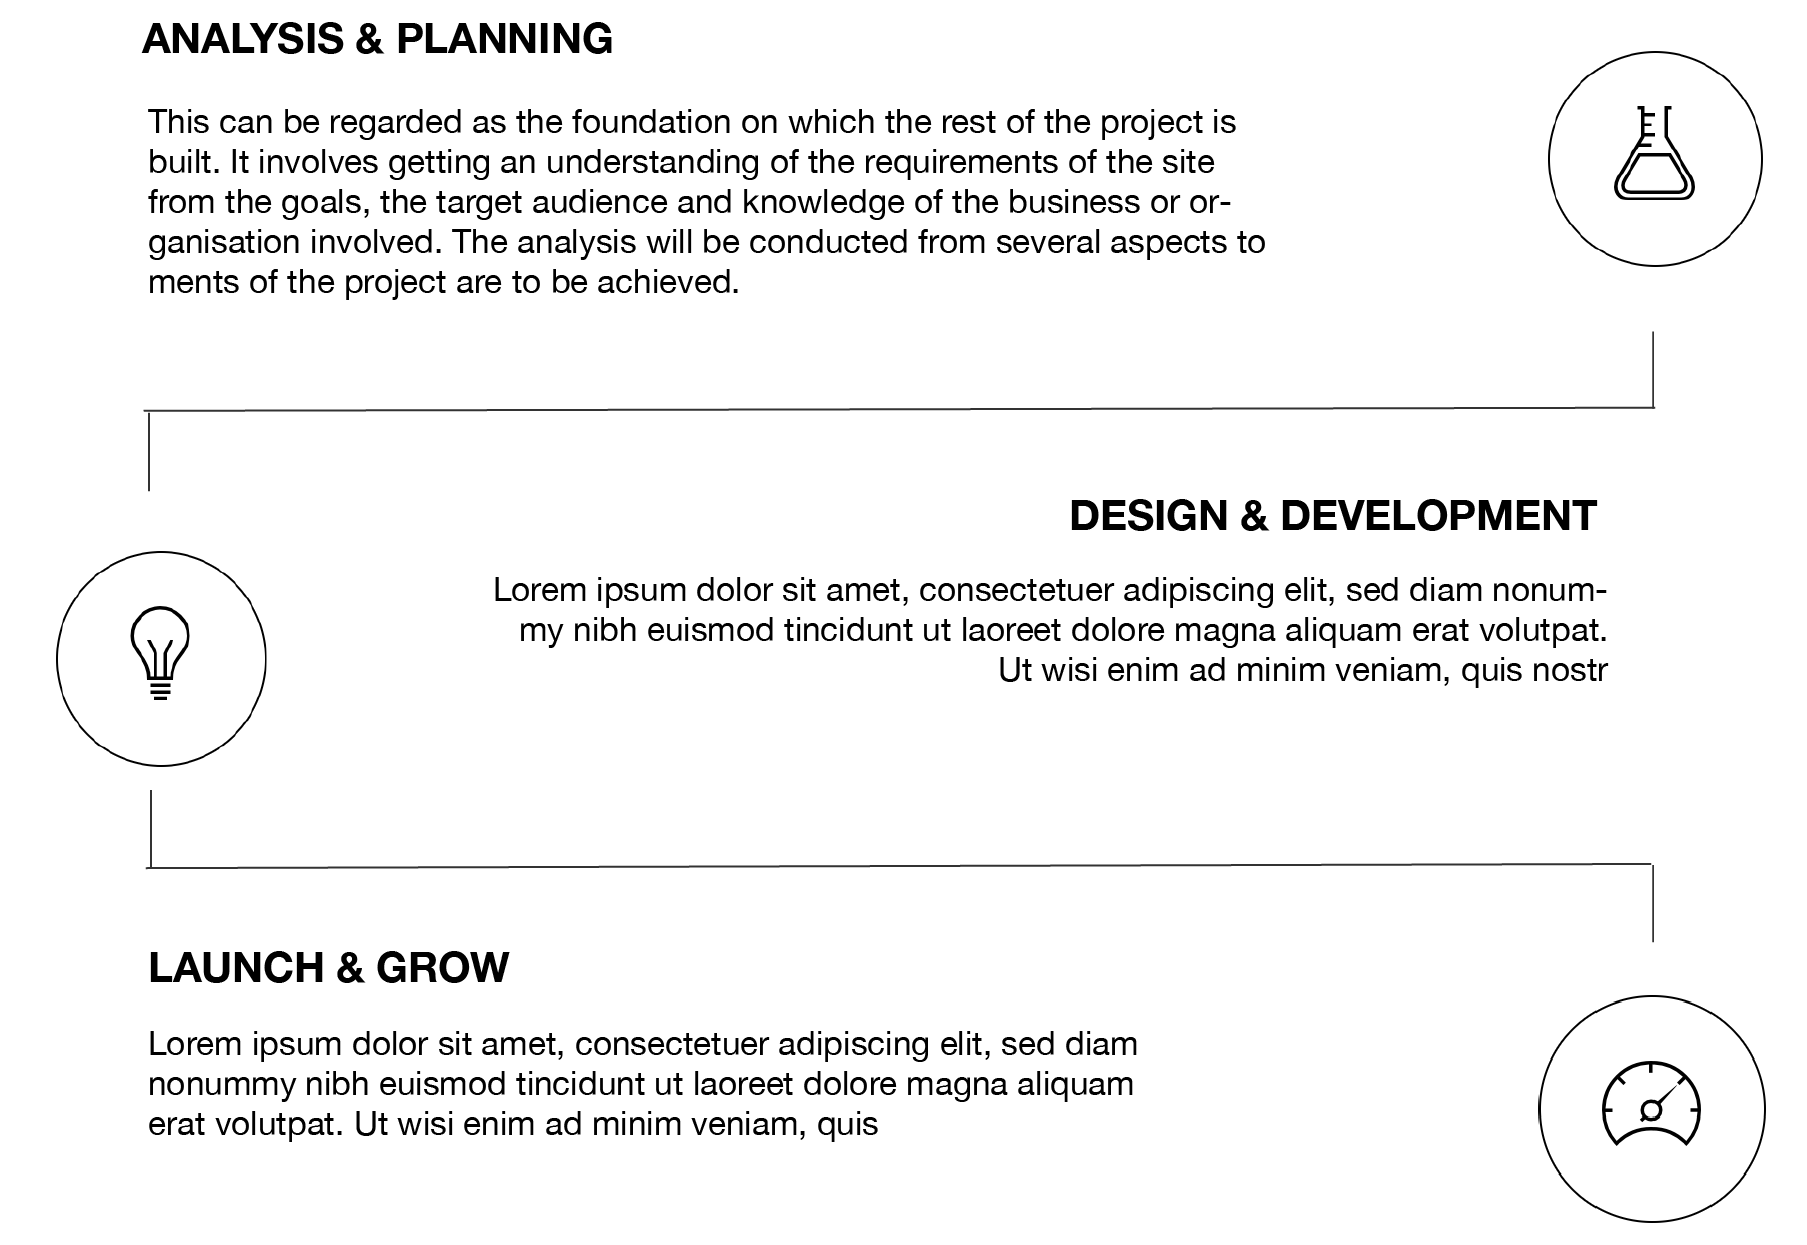 ANALYSIS & PLANNING
This can be regarded as the foundation on which the rest of the project is
built. It involves getting an understanding of the requirements of the site
from the goals, the target audience and knowledge of the business or or-
ganisation involved. The analysis will be conducted from several aspects to
ments of the project are to be achieved.
DESIGN & DEVELOPMENT
Lorem ipsum dolor sit amet, consectetuer adipiscing elit, sed diam nonum-
my nibh euismod tincidunt ut laoreet dolore magna aliquam erat volutpat.
Ut wisi enim ad minim veniam, quis nostr
LAUNCH & GROW
Lorem ipsum dolor sit amet, consectetuer adipiscing elit, sed diam
nonummy nibh euismod tincidunt ut laoreet dolore magna aliquam
erat volutpat. Ut wisi enim ad minim veniam, quis